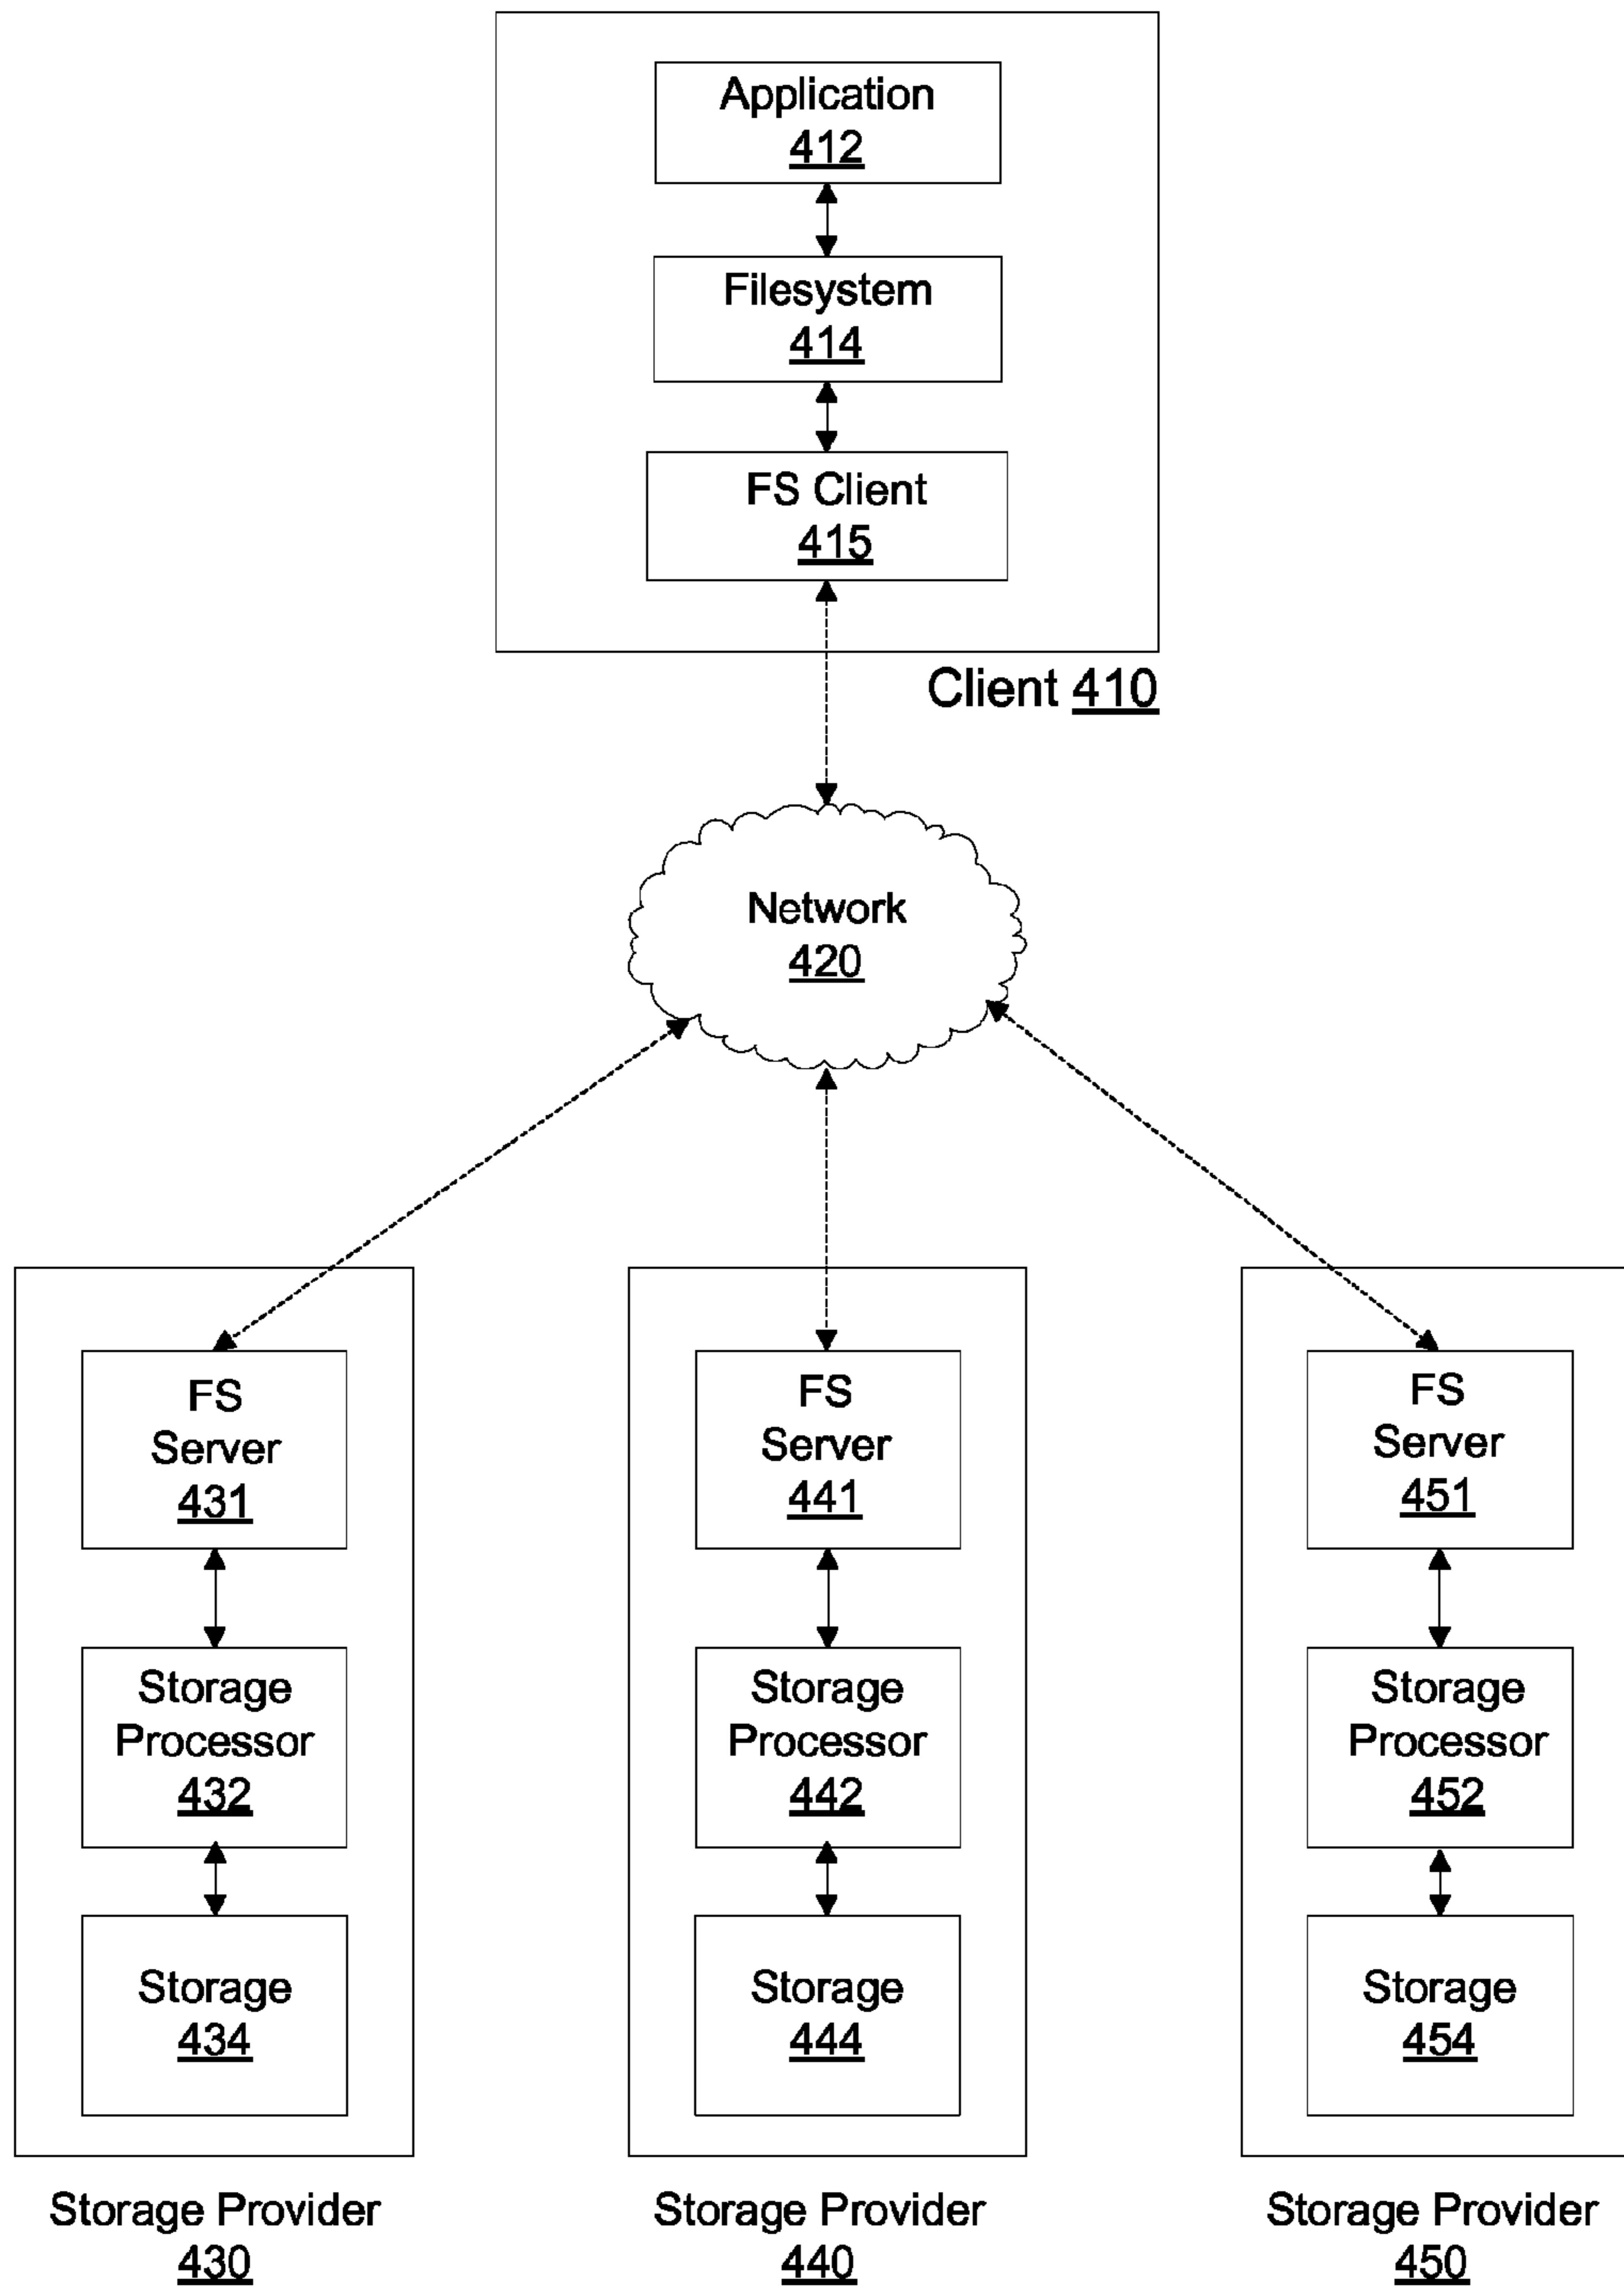 Application
412
Filesystem
414
FS Client
415
Client 410
Network
420
FS
Server
431
Storage
Processor
432
Storage
434
Storage Provider
430
FS
Server
441
Storage
Processor
442
Storage
444
Storage Provider
440
FS
Server
451
Storage
Processor
452
Storage
454
Storage Provider
450